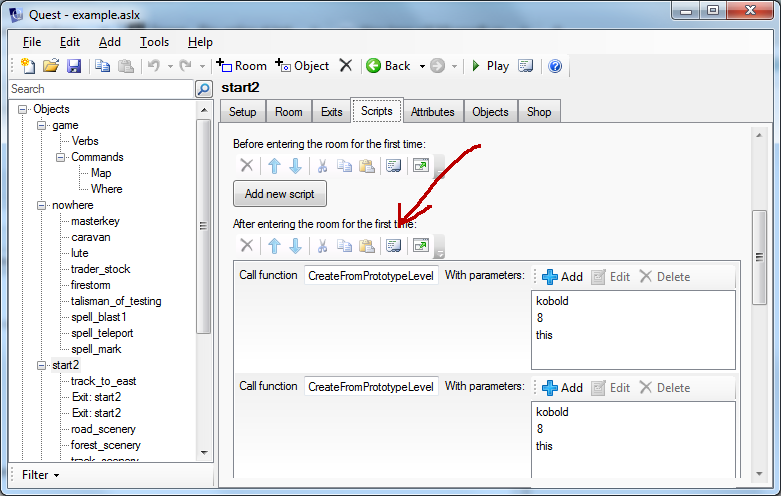 Quest - example.aslx
File Edit Add Tools Help
Room Object Back Play
Search
start2
Setup Room Exits Scripts Attributes Objects Shop
Objects
game
Verbs
Commands
Map
Where
nowhere
masterkey
caravan
lute
trader_stock
firestorm
talisman_of_testing
spell_blast1
spell_teleport
spell_mark
start2
track_to_east
Exit: start2
Exit: start2
road_scenery
forest_scenery
track_scenery
Filter
Before entering the room for the first time:
Add new script
After entering the room for the first time:
Call function CreateFromPrototypeLevel With parameters: Add Edit Delete
kobold
8
this
Call function CreateFromPrototypeLevel With parameters: Add Edit Delete
kobold
8
this